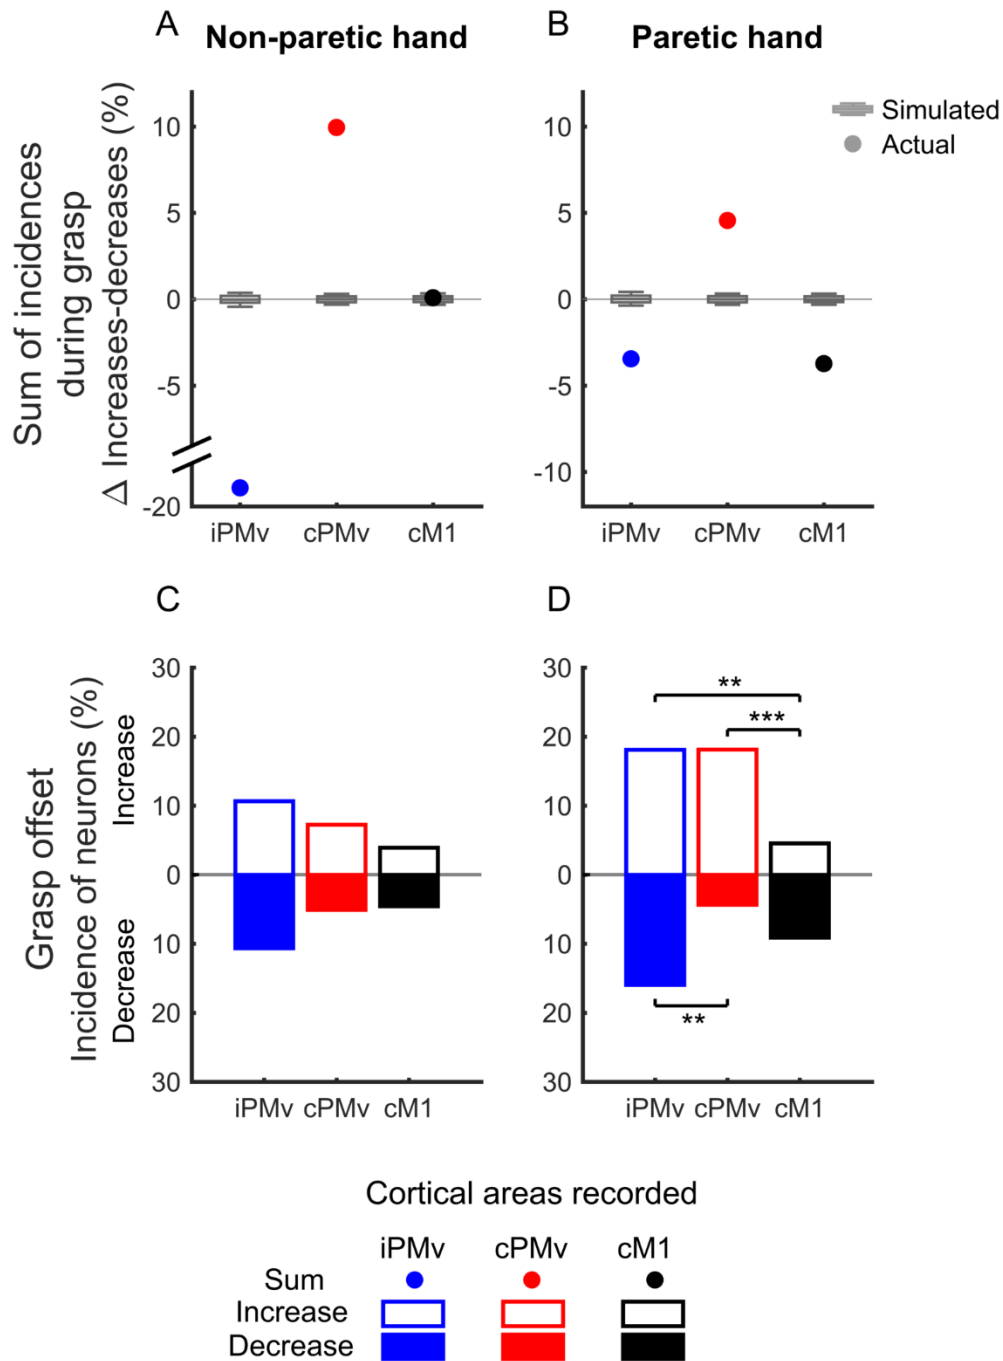 A
Non-paretic hand
B
Paretic hand
Sum of incidences
during grasp
Δ Increases-decreases (%)
10
5
0
-5
-20
iPMv cPMv cM1
10
5
0
-5
-10
iPMv cPMv cM1
Simulated
Actual
C
D
Grasp offset
Incidence of neurons (%)
Increase
Decrease
30
20
10
0
10
20
30
iPMv cPMv cM1
30
20
10
0
10
20
30
**
***
**
iPMv cPMv cM1
Cortical areas recorded
iPMv cPMv cM1
Sum
Increase
Decrease